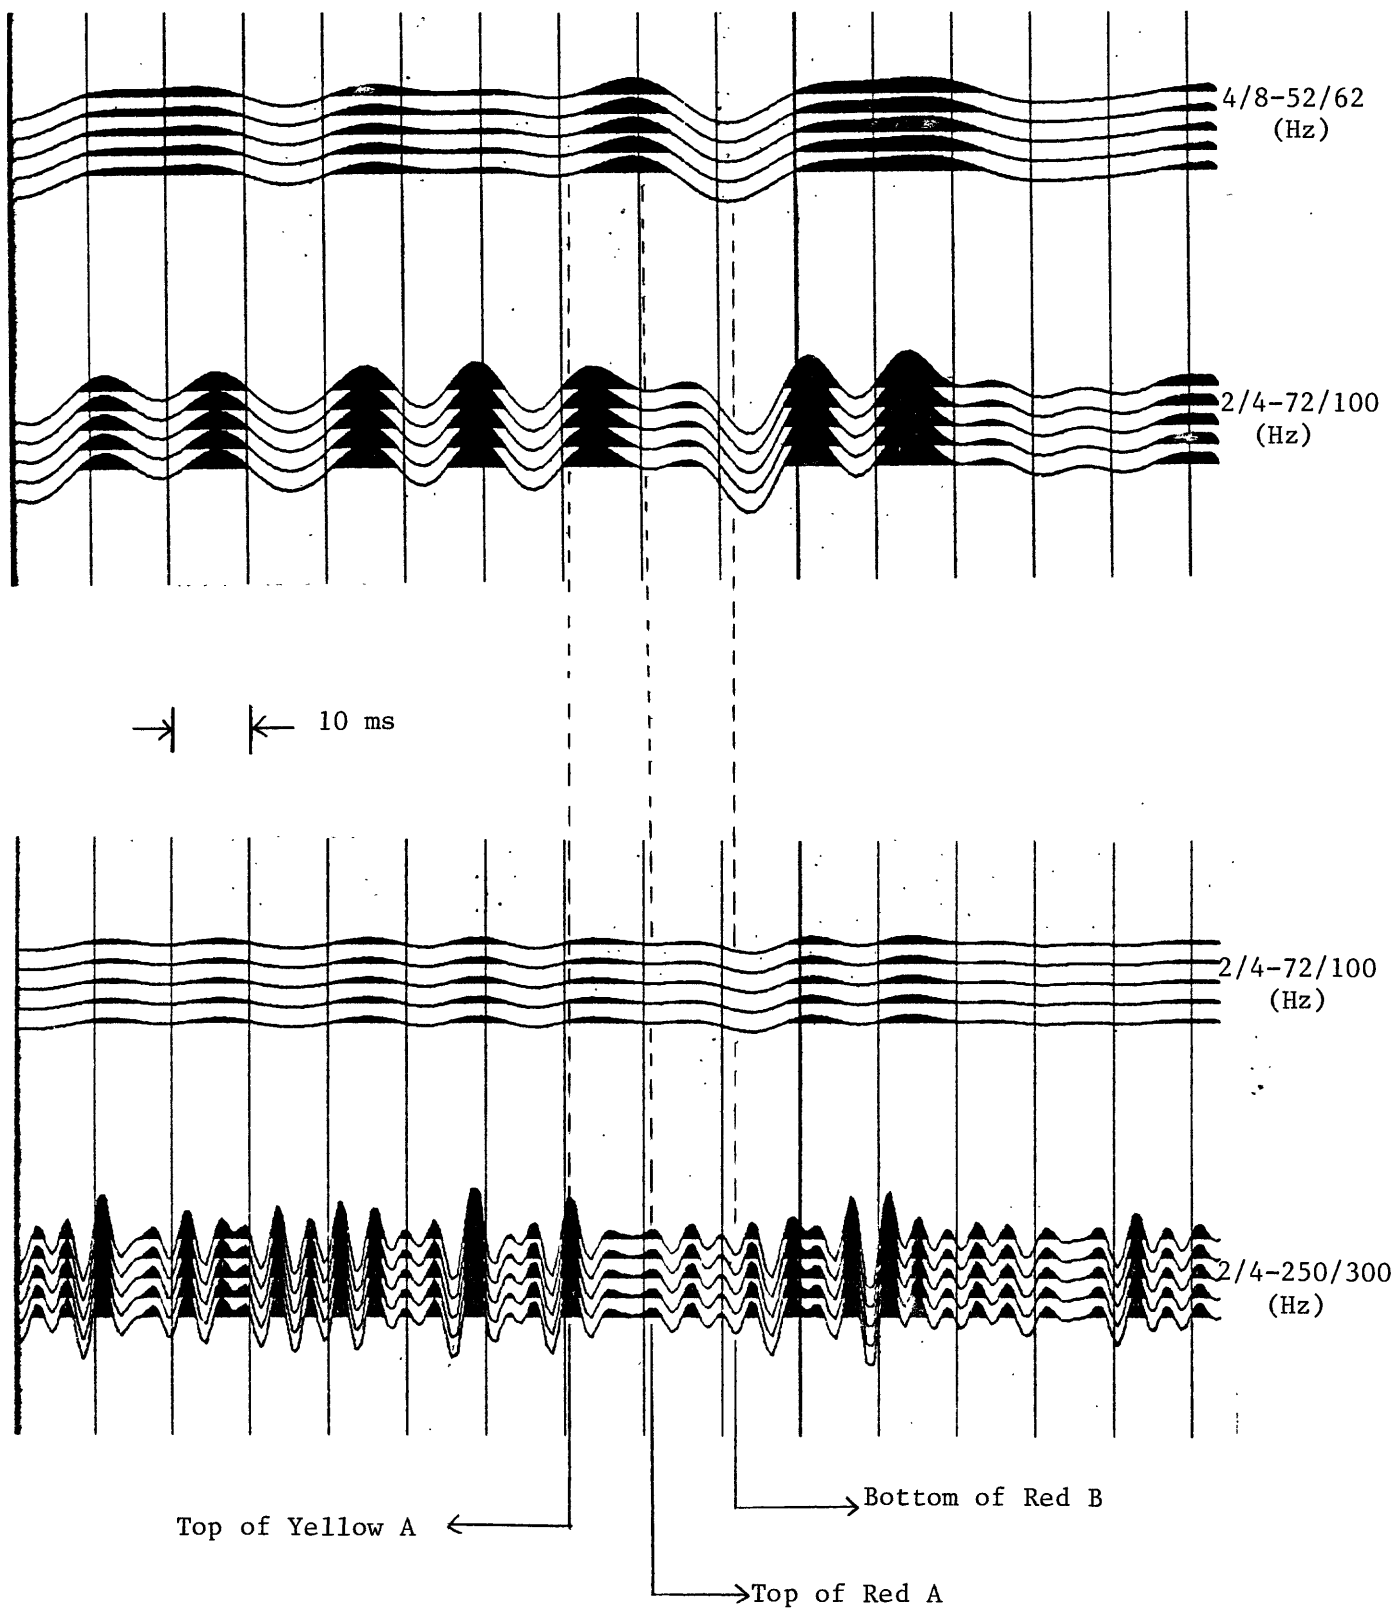 4/8-52/62
(Hz)
2/4-72/100
(Hz)
10 ms
2/4-72/100
(Hz)
2/4-250/300
(Hz)
Bottom of Red B
Top of Yellow A
Top of Red A